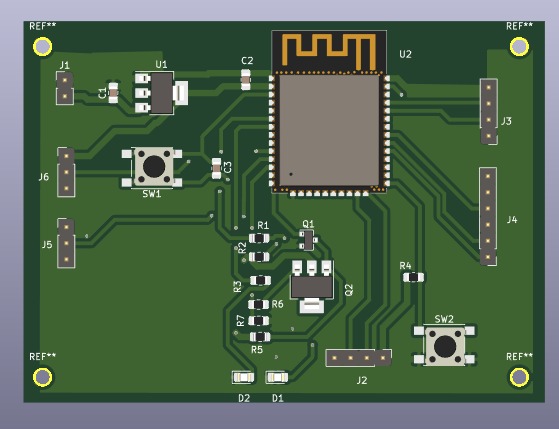 REF**
REF**
J1
U1
C2
U2
C1
J3
C3
J6
SW1
J4
R1
Q1
J5
R2
R4
R3
Q2
R6
R7
SW2
R5
REF**
REF**
J2
D2
D1